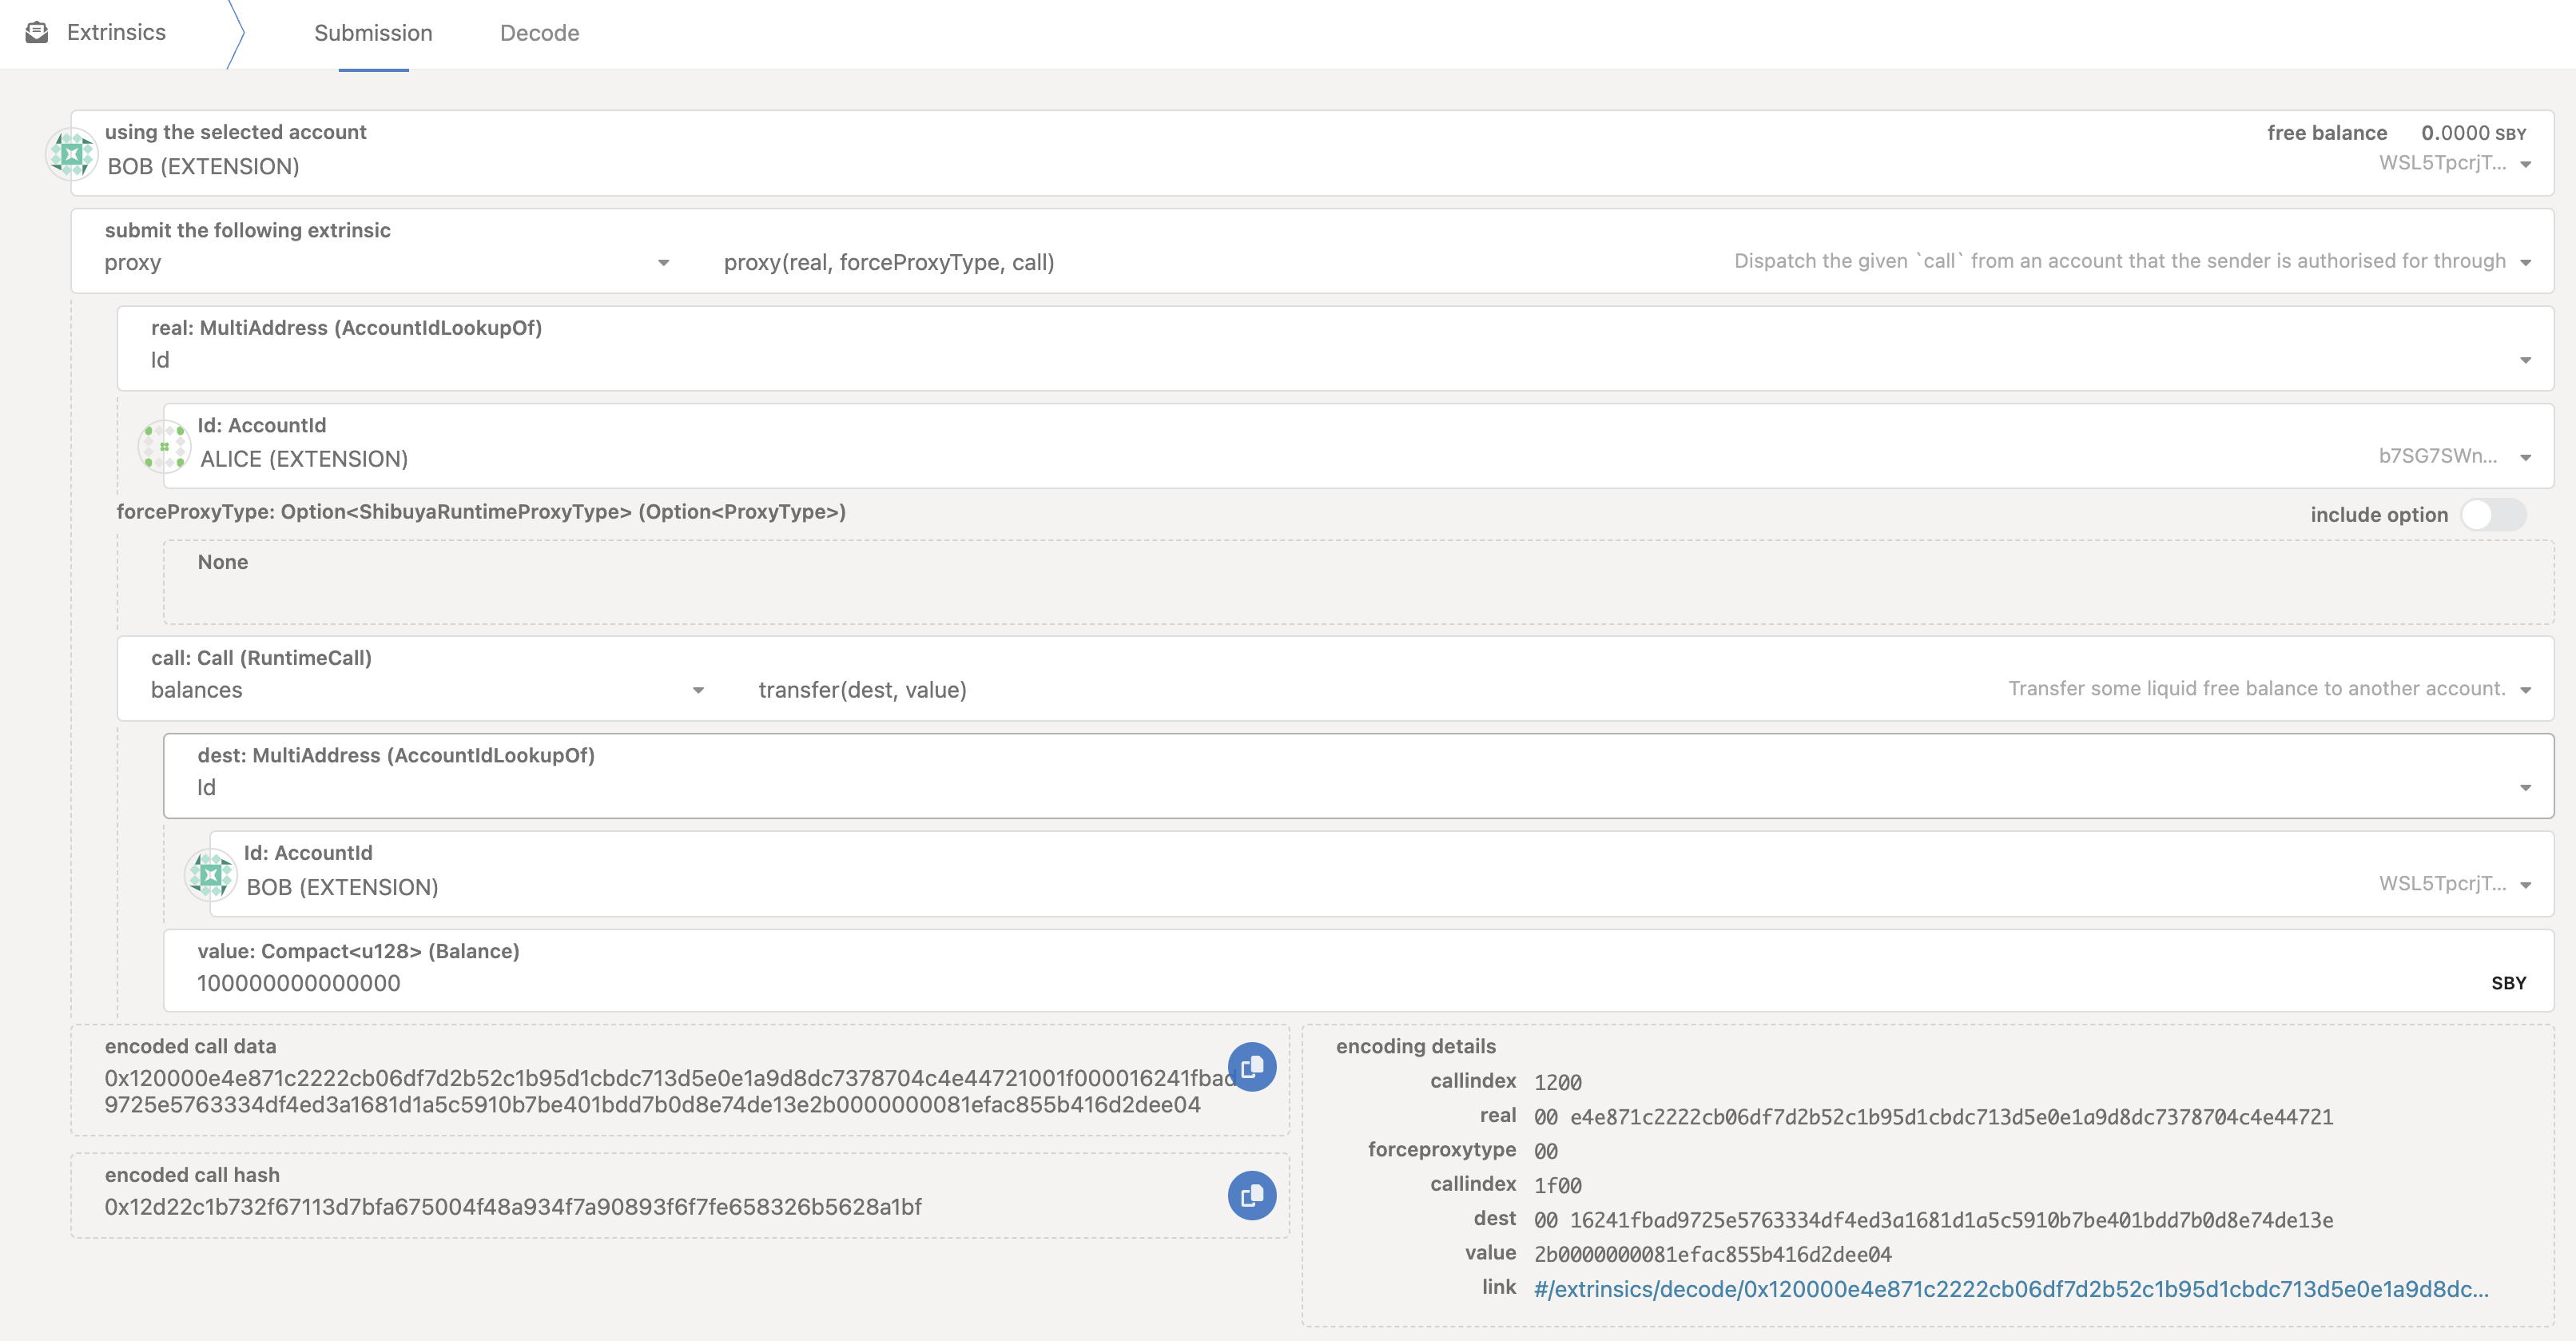 Extrinsics
Submission
Decode
using the selected account
free balance 0.0000 SBY
BOB (EXTENSION)
WSL5TpcrjT...
submit the following extrinsic
proxy
proxy(real, forceProxyType, call)
Dispatch the given `call` from an account that the sender is authorised for through
real: MultiAddress (AccountIdLookupOf)
Id
Id: AccountId
ALICE (EXTENSION)
b7SG7SWn...
forceProxyType: Option<ShibuyaRuntimeProxyType> (Option<ProxyType>)
include option
None
call: Call (RuntimeCall)
balances
transfer(dest, value)
Transfer some liquid free balance to another account.
dest: MultiAddress (AccountIdLookupOf)
Id
Id: AccountId
BOB (EXTENSION)
WSL5TpcrjT...
value: Compact<u128> (Balance)
100000000000000
SBY
encoded call data
0x120000e4e871c2222cb06df7d2b52c1b95d1cbdc713d5e0e1a9d8dc7378704c4e44721001f000016241fbad
9725e5763334df4ed3a1681d1a5c5910b7be401bdd7b0d8e74de13e2b0000000081efac855b416d2dee04
encoded call hash
0x12d22c1b732f67113d7bfa675004f48a934f7a90893f6f7fe658326b5628a1bf
encoding details
callindex 1200
real 00 e4e871c2222cb06df7d2b52c1b95d1cbdc713d5e0e1a9d8dc7378704c4e44721
forceproxytype 00
callindex 1f00
dest 00 16241fbad9725e5763334df4ed3a1681d1a5c5910b7be401bdd7b0d8e74de13e
value 2b0000000081efac855b416d2dee04
link #/extrinsics/decode/0x120000e4e871c2222cb06df7d2b52c1b95d1cbdc713d5e0e1a9d8dc...